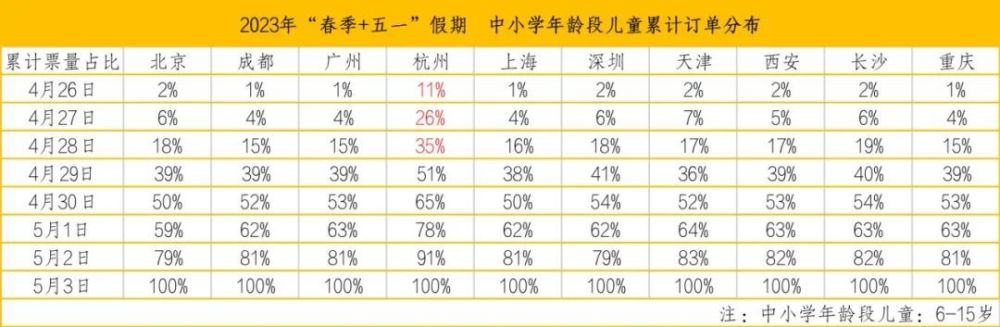 2023年“春季+五一”假期 中小学年龄段儿童累计订单分布
累计票量占比 北京 成都 广州 杭州 上海 深圳 天津 西安 长沙 重庆
4月26日 2% 1% 1% 11% 1% 2% 2% 2% 2% 1%
4月27日 6% 4% 4% 26% 4% 6% 7% 5% 6% 4%
4月28日 18% 15% 15% 35% 16% 18% 17% 17% 19% 15%
4月29日 39% 39% 39% 51% 38% 41% 36% 39% 40% 39%
4月30日 50% 52% 53% 65% 50% 54% 52% 53% 54% 53%
5月1日 59% 62% 63% 78% 62% 62% 64% 63% 63% 63%
5月2日 79% 81% 81% 91% 81% 79% 83% 82% 82% 81%
5月3日 100% 100% 100% 100% 100% 100% 100% 100% 100% 100%
注：中小学年龄段儿童：6-15岁